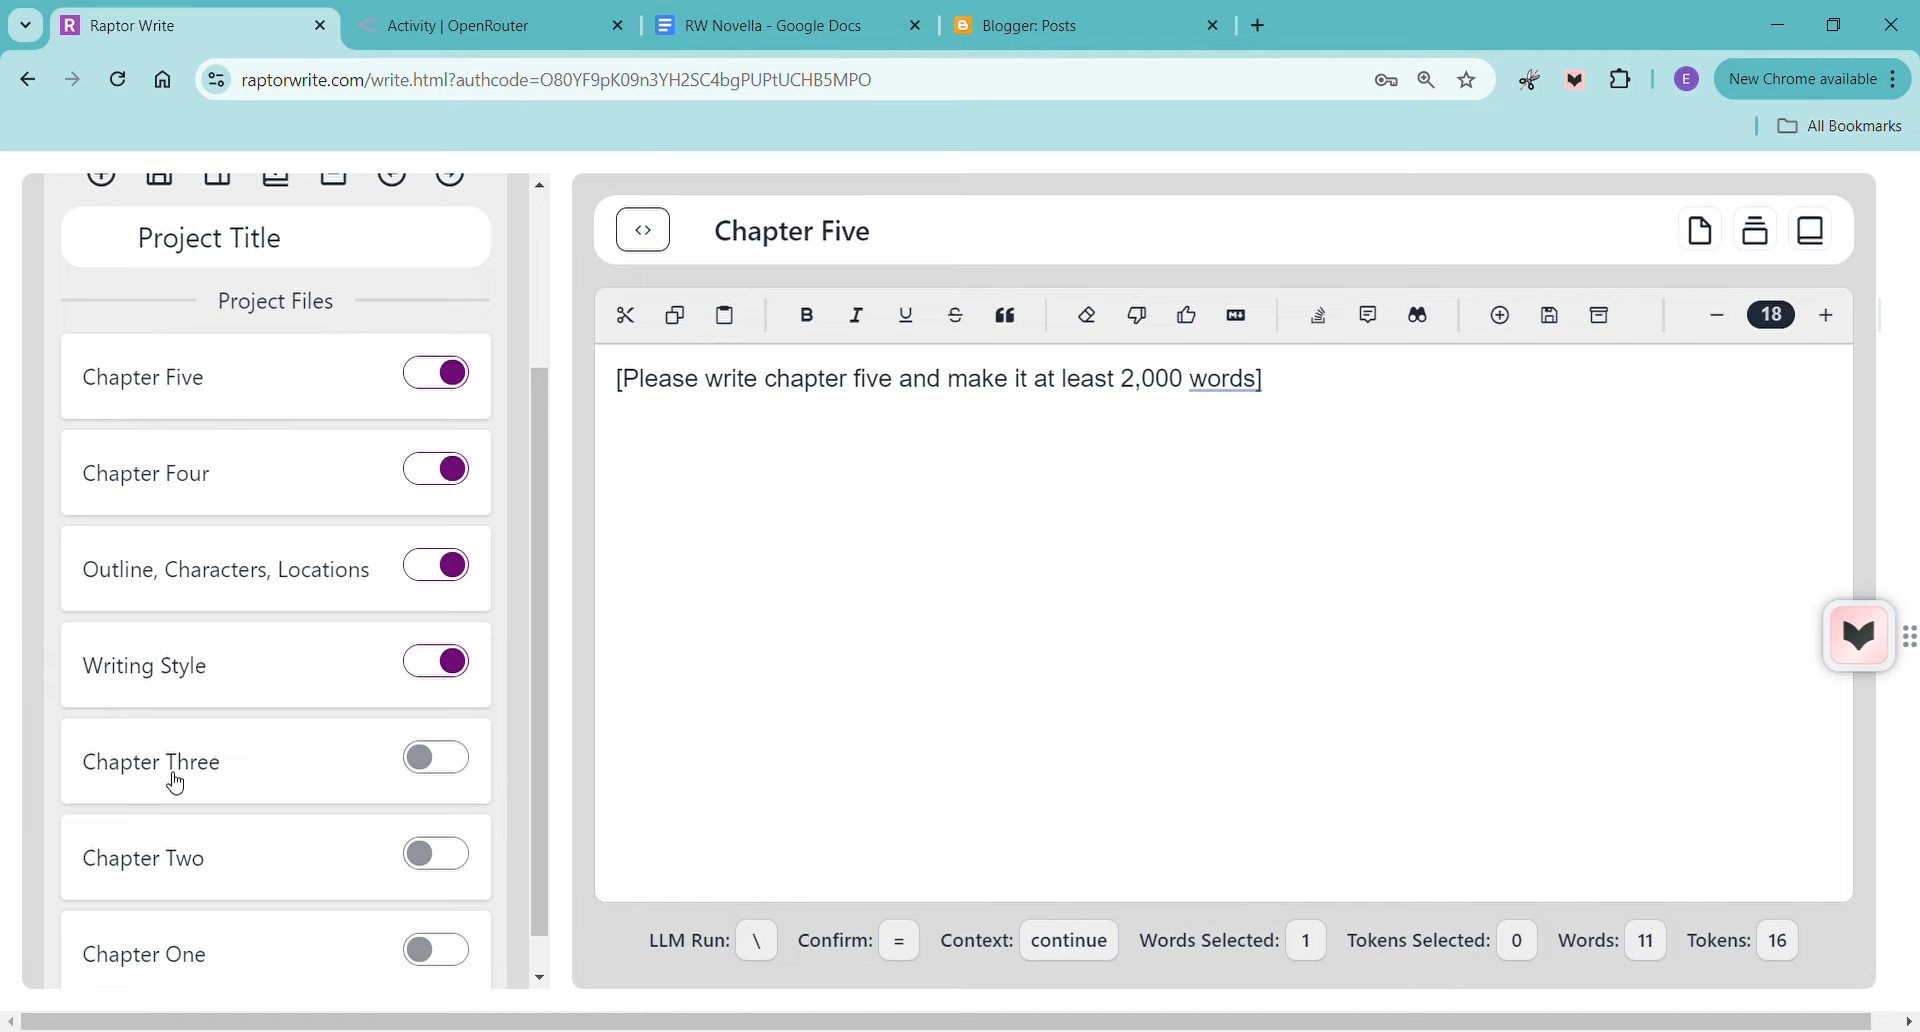 Raptor Write
Activity | OpenRouter
RW Novella - Google Docs
Blogger: Posts
raptorwrite.com/write.html?authcode=O80YF9pK09n3YH2SC4bgPUPtUCHB5MPO
E
New Chrome available
All Bookmarks
Project Title
Project Files
Chapter Five
Chapter Four
Outline, Characters, Locations
Writing Style
Chapter Three
Chapter Two
Chapter One
<> Chapter Five
B I U S
18
[Please write chapter five and make it at least 2,000 words]
LLM Run: \ Confirm: = Context: continue Words Selected: 1 Tokens Selected: 0 Words: 11 Tokens: 16